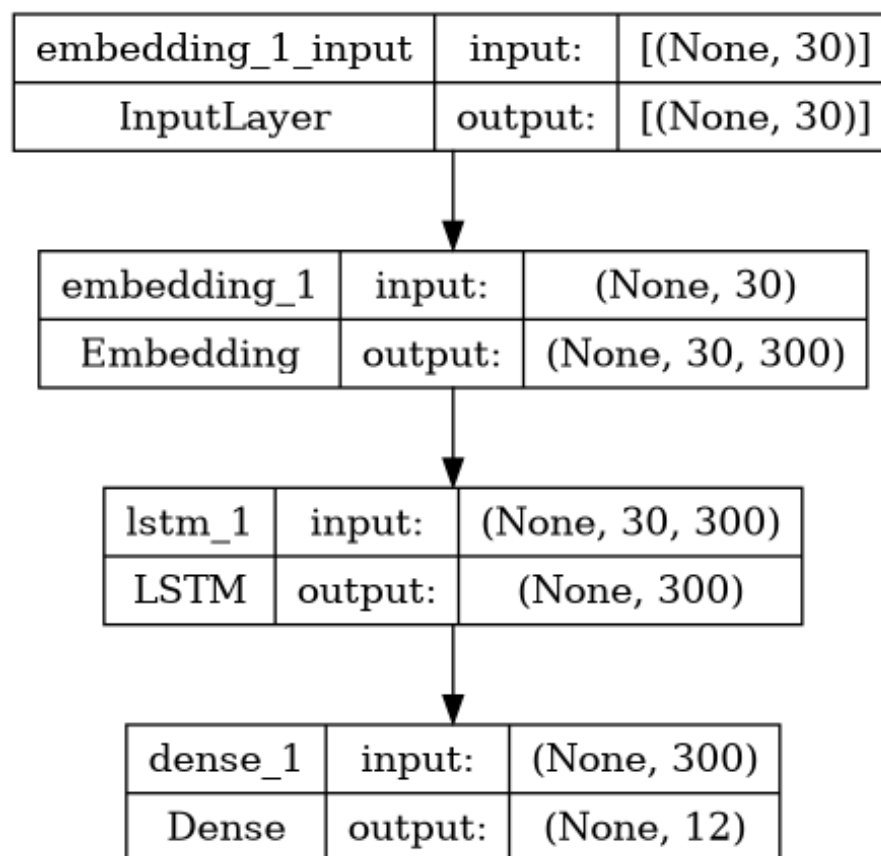 embedding_1_input input: [(None, 30)]
InputLayer output: [(None, 30)]
embedding_1 input: (None, 30)
Embedding output: (None, 30, 300)
lstm_1 input: (None, 30, 300)
LSTM output: (None, 300)
dense_1 input: (None, 300)
Dense output: (None, 12)